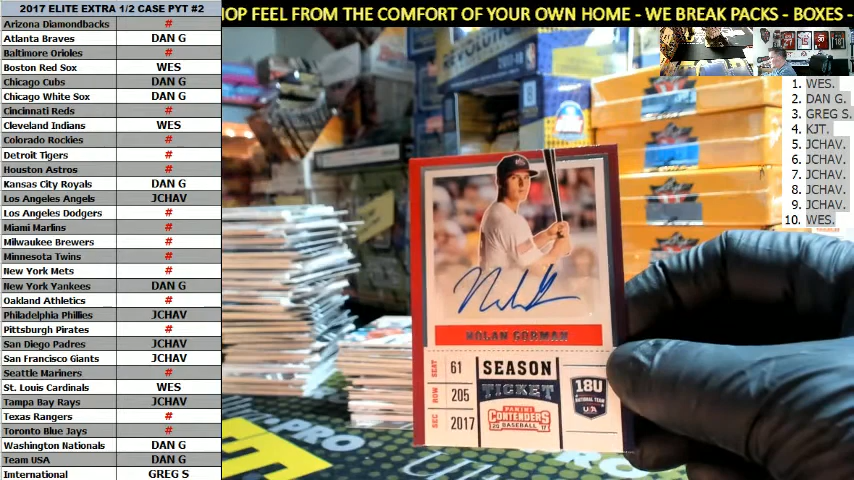 2017 ELITE EXTRA 1/2 CASE PYT #2
HOP FEEL FROM THE COMFORT OF YOUR OWN HOME - WE BREAK PACKS - BOXES -
Arizona Diamondbacks #
Atlanta Braves DAN G
Baltimore Orioles #
Boston Red Sox WES
Chicago Cubs DAN G
Chicago White Sox DAN G
Cincinnati Reds #
Cleveland Indians WES
Colorado Rockies #
Detroit Tigers #
Houston Astros #
Kansas City Royals DAN G
Los Angeles Angels JCHAV
Los Angeles Dodgers #
Miami Marlins #
Milwaukee Brewers #
Minnesota Twins #
New York Mets #
New York Yankees DAN G
Oakland Athletics #
Philadelphia Phillies JCHAV
Pittsburgh Pirates #
San Diego Padres JCHAV
San Francisco Giants JCHAV
Seattle Mariners #
St. Louis Cardinals WES
Tampa Bay Rays JCHAV
Texas Rangers #
Toronto Blue Jays #
Washington Nationals DAN G
Team USA DAN G
International GREG S
1. WES.
2. DAN G.
3. GREG S.
4. KJT.
5. JCHAV.
6. JCHAV.
7. JCHAV.
8. JCHAV.
9. JCHAV.
10. WES.
NOLAN GORMAN
SEAT 61
ROW 205
SEC 2017
SEASON
TICKET
PANINI
CONTENDERS
BASEBALL
18U
NATIONAL TEAM
USA
PRO